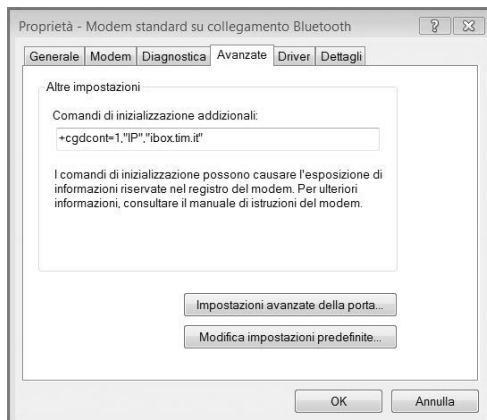 Proprietà - Modem standard su collegamento Bluetooth
Generale Modem Diagnostica Avanzate Driver Dettagli
Altre impostazioni
Comandi di inizializzazione addizionali:
+cgdcont=1,"IP","ibox.tim.it"
I comandi di inizializzazione possono causare l'esposizione di
informazioni riservate nel registro del modem. Per ulteriori
informazioni, consultare il manuale di istruzioni del modem.
Impostazioni avanzate della porta...
Modifica impostazioni predefinite...
OK Annulla